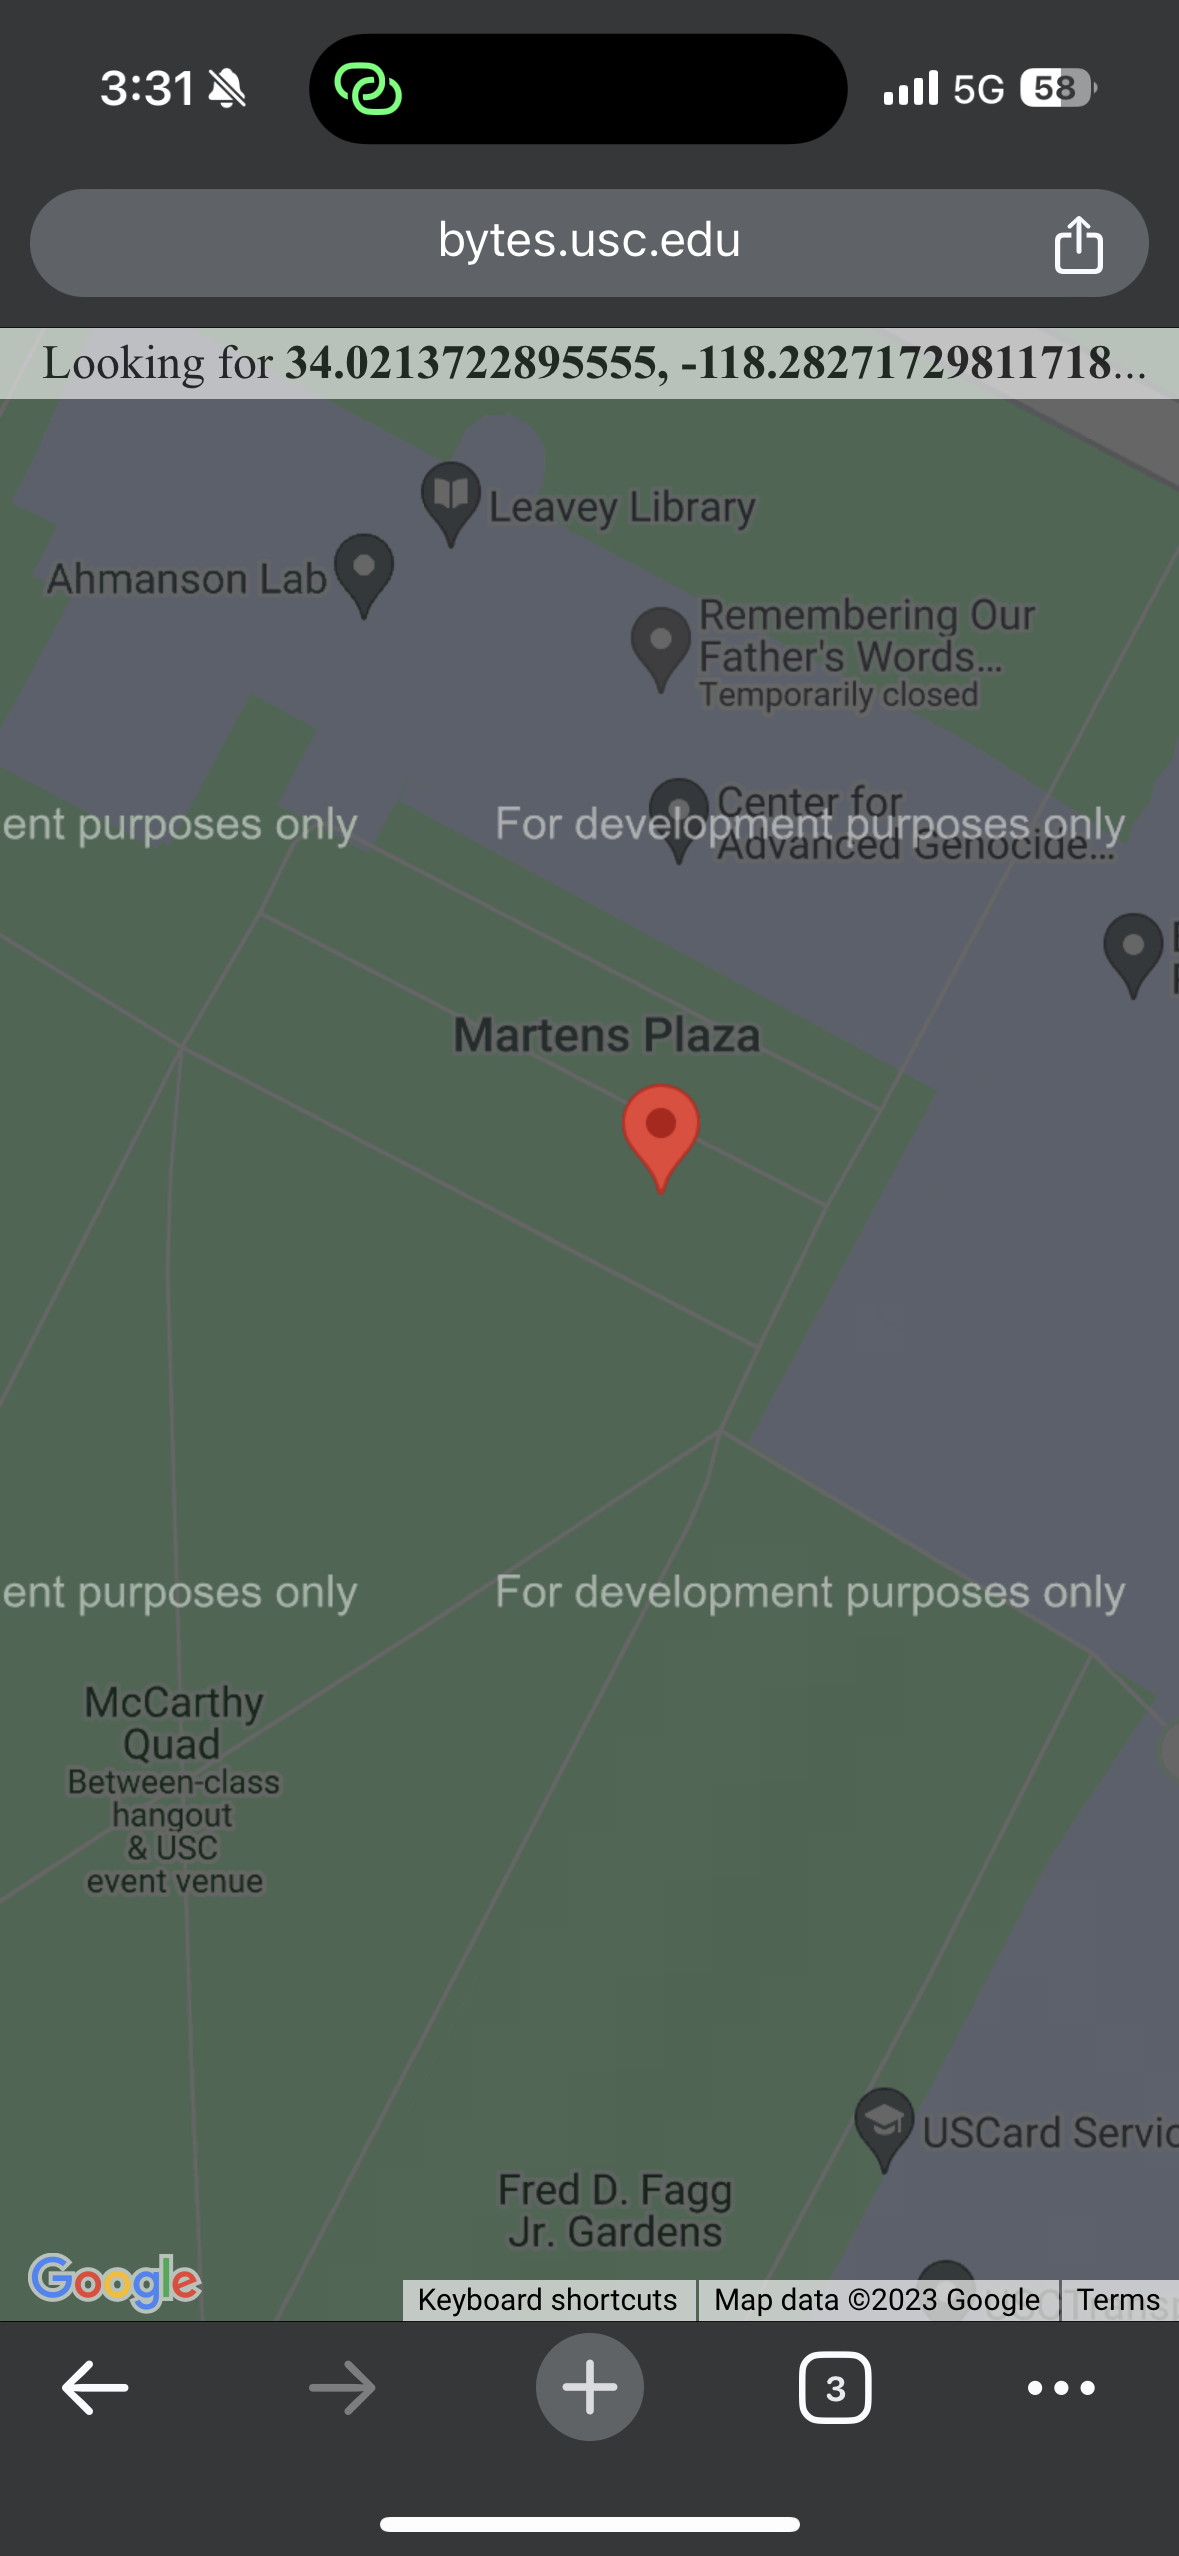 3:31
5G 58
bytes.usc.edu
Looking for 34.0213722895555, -118.28271729811718...
Leavey Library
Ahmanson Lab
Remembering Our
Father's Words...
Temporarily closed
Center for
ent purposes only For development purposes only
Advanced Genocide...
Martens Plaza
ent purposes only For development purposes only
McCarthy
Quad
Between-class
hangout
& USC
event venue
USCard Servic
Fred D. Fagg
Jr. Gardens
Google
Keyboard shortcuts Map data ©2023 Google Terms
3